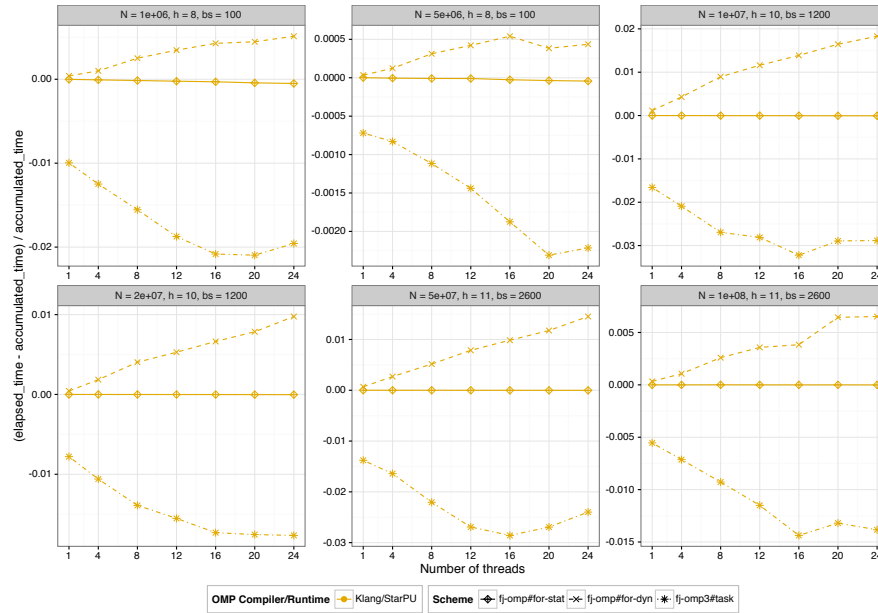 N = 1e+06, h = 8, bs = 100
N = 5e+06, h = 8, bs = 100
N = 1e+07, h = 10, bs = 1200
0.00
-0.01
-0.02
0.0005
0.0000
-0.0005
-0.0010
-0.0015
-0.0020
0.02
0.01
0.00
-0.01
-0.02
-0.03
1 4 8 12 16 20 24
1 4 8 12 16 20 24
1 4 8 12 16 20 24
N = 2e+07, h = 10, bs = 1200
N = 5e+07, h = 11, bs = 2600
N = 1e+08, h = 11, bs = 2600
0.01
0.00
-0.01
0.01
0.00
-0.01
-0.02
-0.03
0.005
0.000
-0.005
-0.010
-0.015
1 4 8 12 16 20 24
1 4 8 12 16 20 24
1 4 8 12 16 20 24
(elapsed_time - accumulated_time) / accumulated_time
Number of threads
OMP Compiler/Runtime Klang/StarPU
Scheme fj-omp#for-stat fj-omp#for-dyn fj-omp3#task